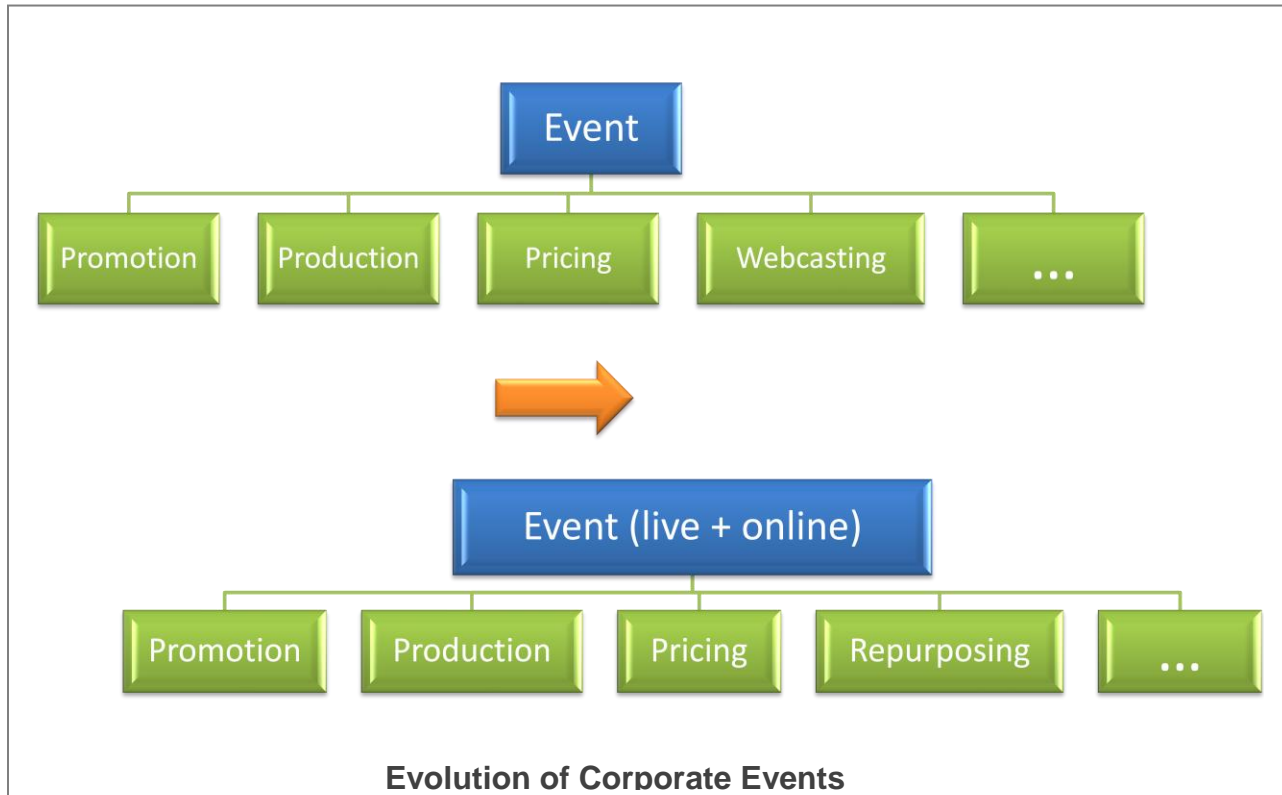 Event
Promotion
Production
Pricing
Webcasting
...
Event (live + online)
Promotion
Production
Pricing
Repurposing
...
Evolution of Corporate Events